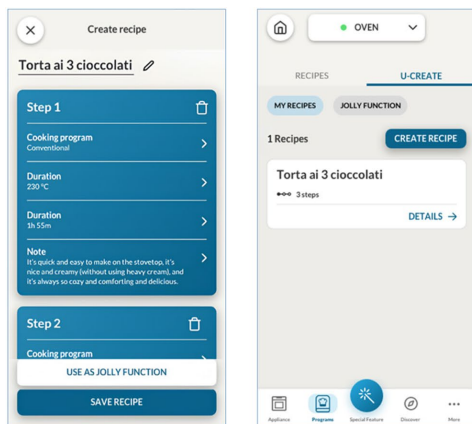 Create recipe
Torta ai 3 cioccolati
Step 1
Cooking program
Conventional
Duration
230 °C
Duration
1h 55m
Note
It's quick and easy to make on the stovetop, it's
nice and creamy (without using heavy cream), and
it's always so cozy and comforting and delicious.
Step 2
Cooking program
USE AS JOLLY FUNCTION
SAVE RECIPE
OVEN
RECIPES
U-CREATE
MY RECIPES
JOLLY FUNCTION
1 Recipes
CREATE RECIPE
Torta ai 3 cioccolati
3 steps
DETAILS →
Appliance
Programs
Special Feature
Discover
More